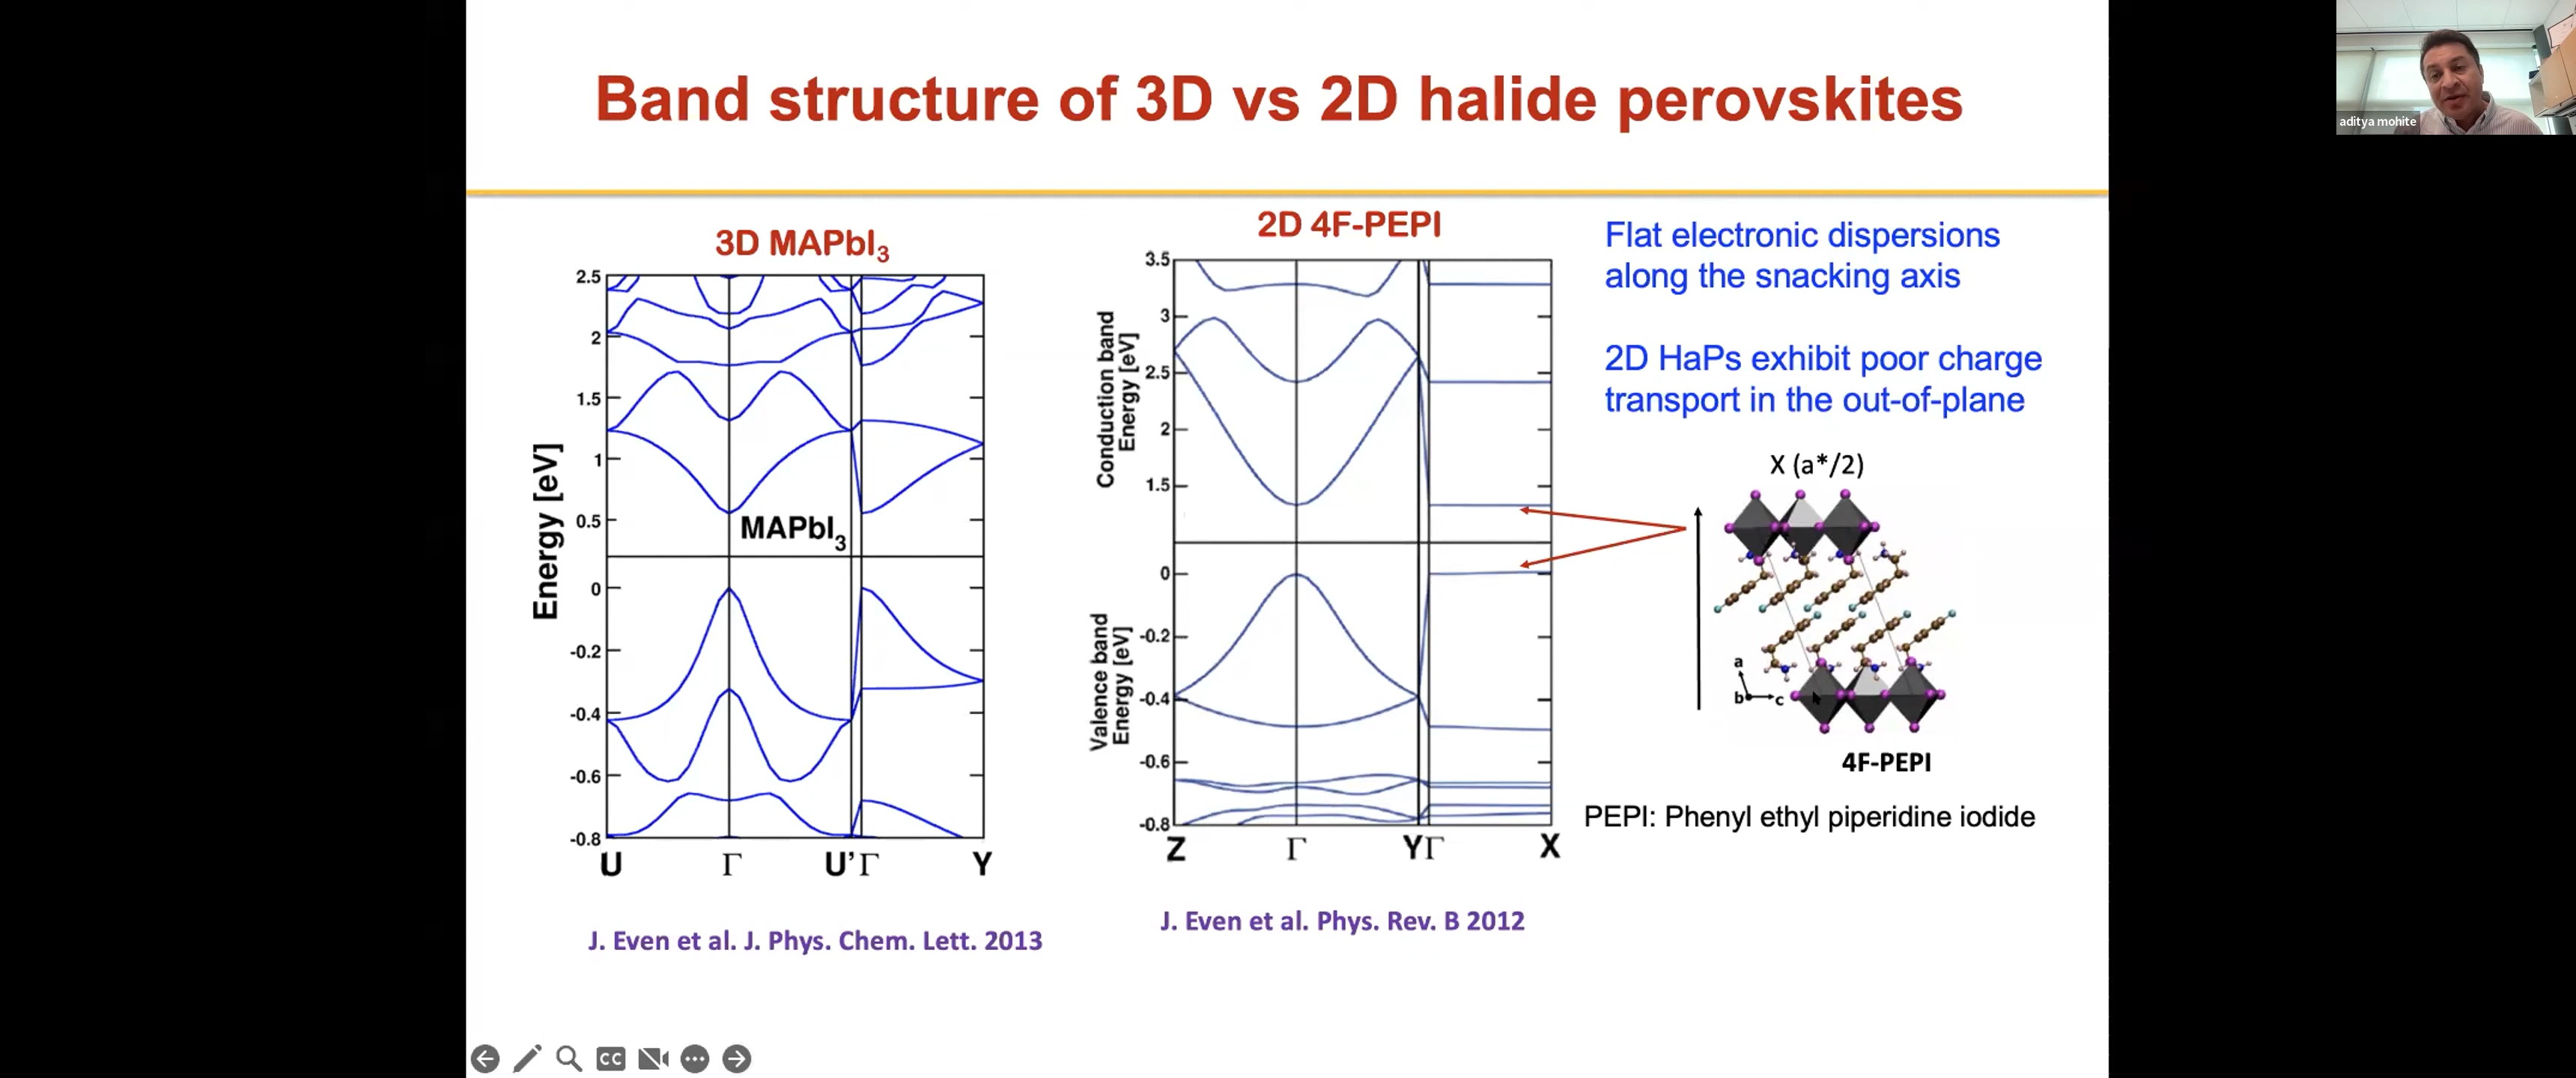 Band structure of 3D vs 2D halide perovskites
aditya mohite
3D MAPbI3
2.5
2
1.5
1
0.5
0
-0.2
-0.4
-0.6
-0.8
Energy [eV]
MAPbI3
U Γ U' Γ Y
J. Even et al. J. Phys. Chem. Lett. 2013
2D 4F-PEPI
3.5
3
2.5
2
1.5
0
-0.2
-0.4
-0.6
-0.8
Conduction band
Energy [eV]
Valence band
Energy [eV]
Z Γ Y Γ X
J. Even et al. Phys. Rev. B 2012
Flat electronic dispersions
along the snacking axis
2D HaPs exhibit poor charge
transport in the out-of-plane
X (a*/2)
a
b c
4F-PEPI
PEPI: Phenyl ethyl piperidine iodide
CC